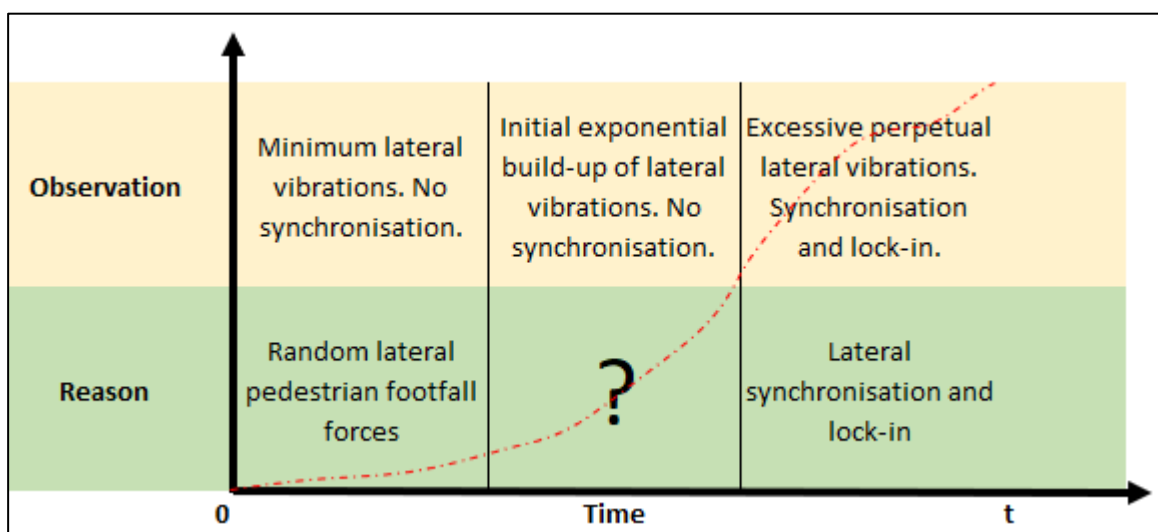 Observation
Minimum lateral
vibrations. No
synchronisation.
Initial exponential
build-up of lateral
vibrations. No
synchronisation.
Excessive perpetual
lateral vibrations.
Synchronisation
and lock-in.
Reason
Random lateral
pedestrian footfall
forces
?
Lateral
synchronisation and
lock-in
0
Time
t